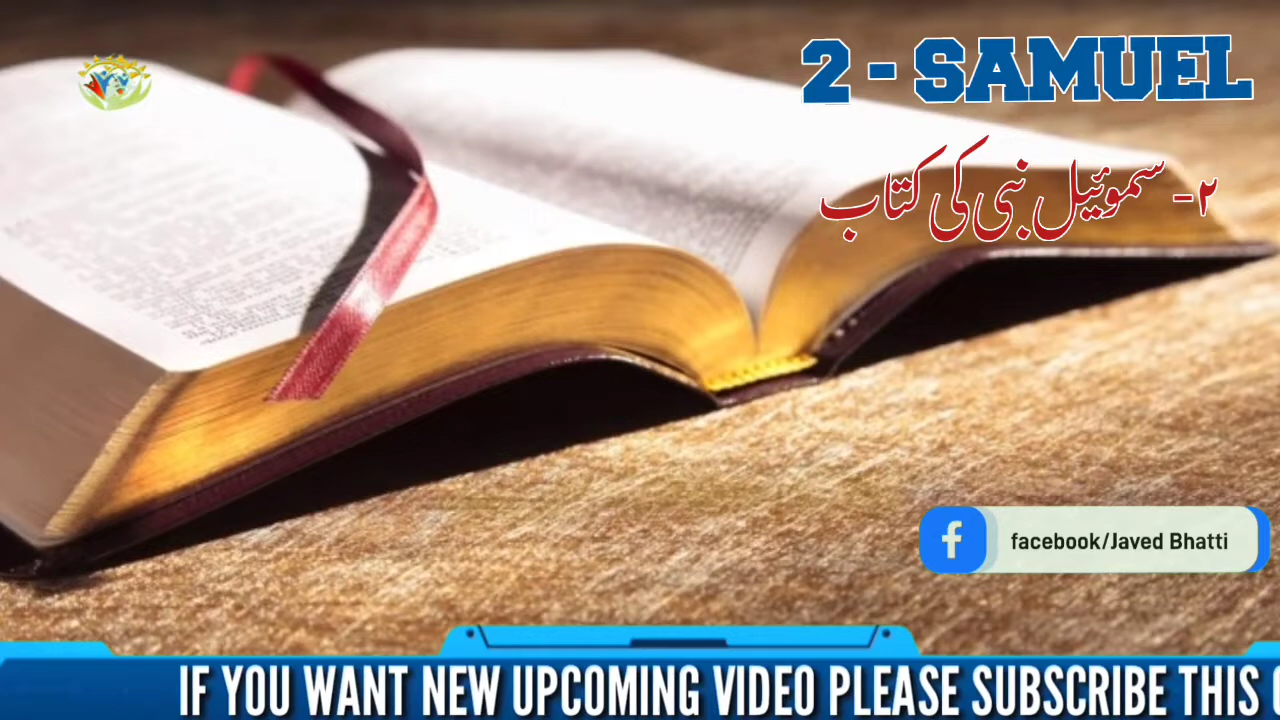 2 - SAMUEL
۲- سموئیل نبی کی کتاب
facebook/Javed Bhatti
IF YOU WANT NEW UPCOMING VIDEO PLEASE SUBSCRIBE THIS